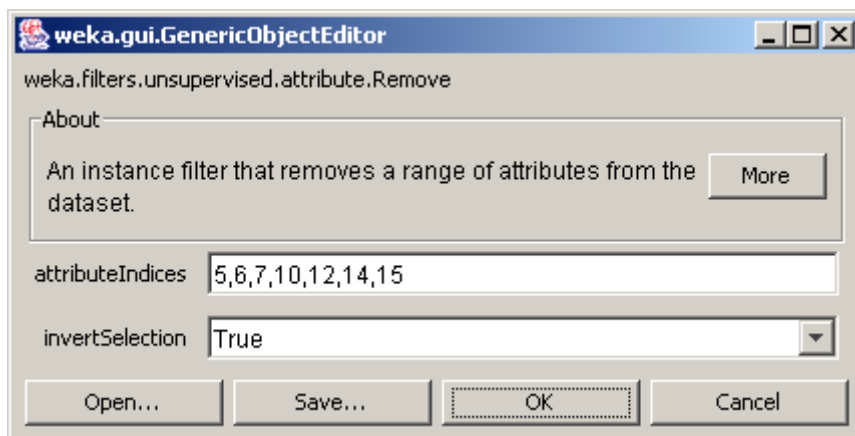 weka.gui.GenericObjectEditor
weka.filters.unsupervised.attribute.Remove
About
An instance filter that removes a range of attributes from the
dataset.
More
attributeIndices 5,6,7,10,12,14,15
invertSelection True
Open... Save... OK Cancel